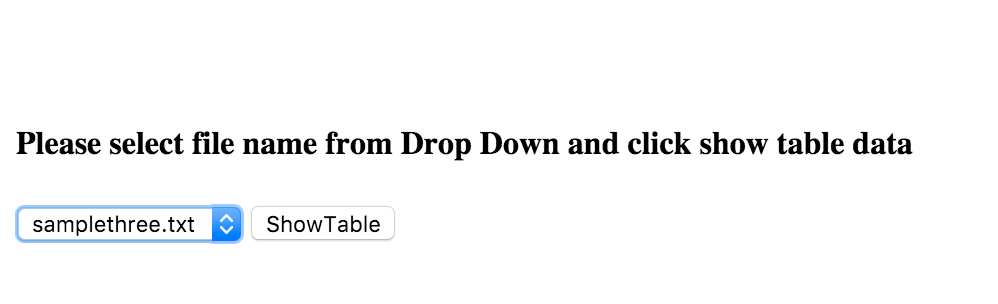 Please select file name from Drop Down and click show table data
samplethree.txt ShowTable